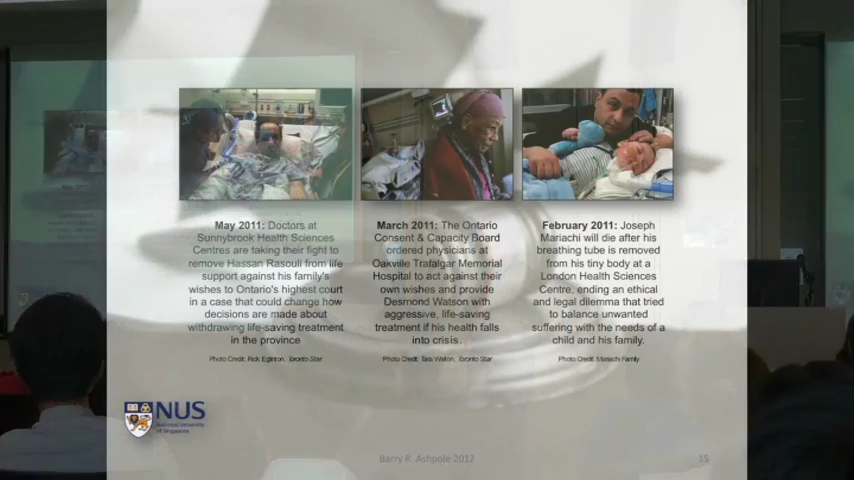 May 2011: Doctors at
Sunnybrook Health Sciences
Centres are taking their fight to
remove Hassan Rasouli from life
support against his family's
wishes to Ontario's highest court
in a case that could change how
decisions are made about
withdrawing life-saving treatment
in the province
Photo Credit: Rick Eglinton, Toronto Star
March 2011: The Ontario
Consent & Capacity Board
ordered physicians at
Oakville Trafalgar Memorial
Hospital to act against their
own wishes and provide
Desmond Watson with
aggressive, life-saving
treatment if his health falls
into crisis.
Photo Credit: Tara Walton, Toronto Star
February 2011: Joseph
Mariachi will die after his
breathing tube is removed
from his tiny body at a
London Health Sciences
Centre, ending an ethical
and legal dilemma that tried
to balance unwanted
suffering with the needs of a
child and his family.
Photo Credit: Mariachi Family
NUS
National University
of Singapore
Barry R. Ashpole 2012
15